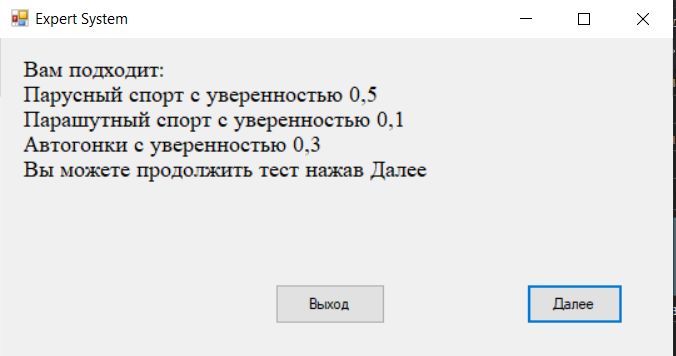 Expert System
Вам подходит:
Парусный спорт с уверенностью 0,5
Парашутный спорт с уверенностью 0,1
Автогонки с уверенностью 0,3
Вы можете продолжить тест нажав Далее
Выход
Далее